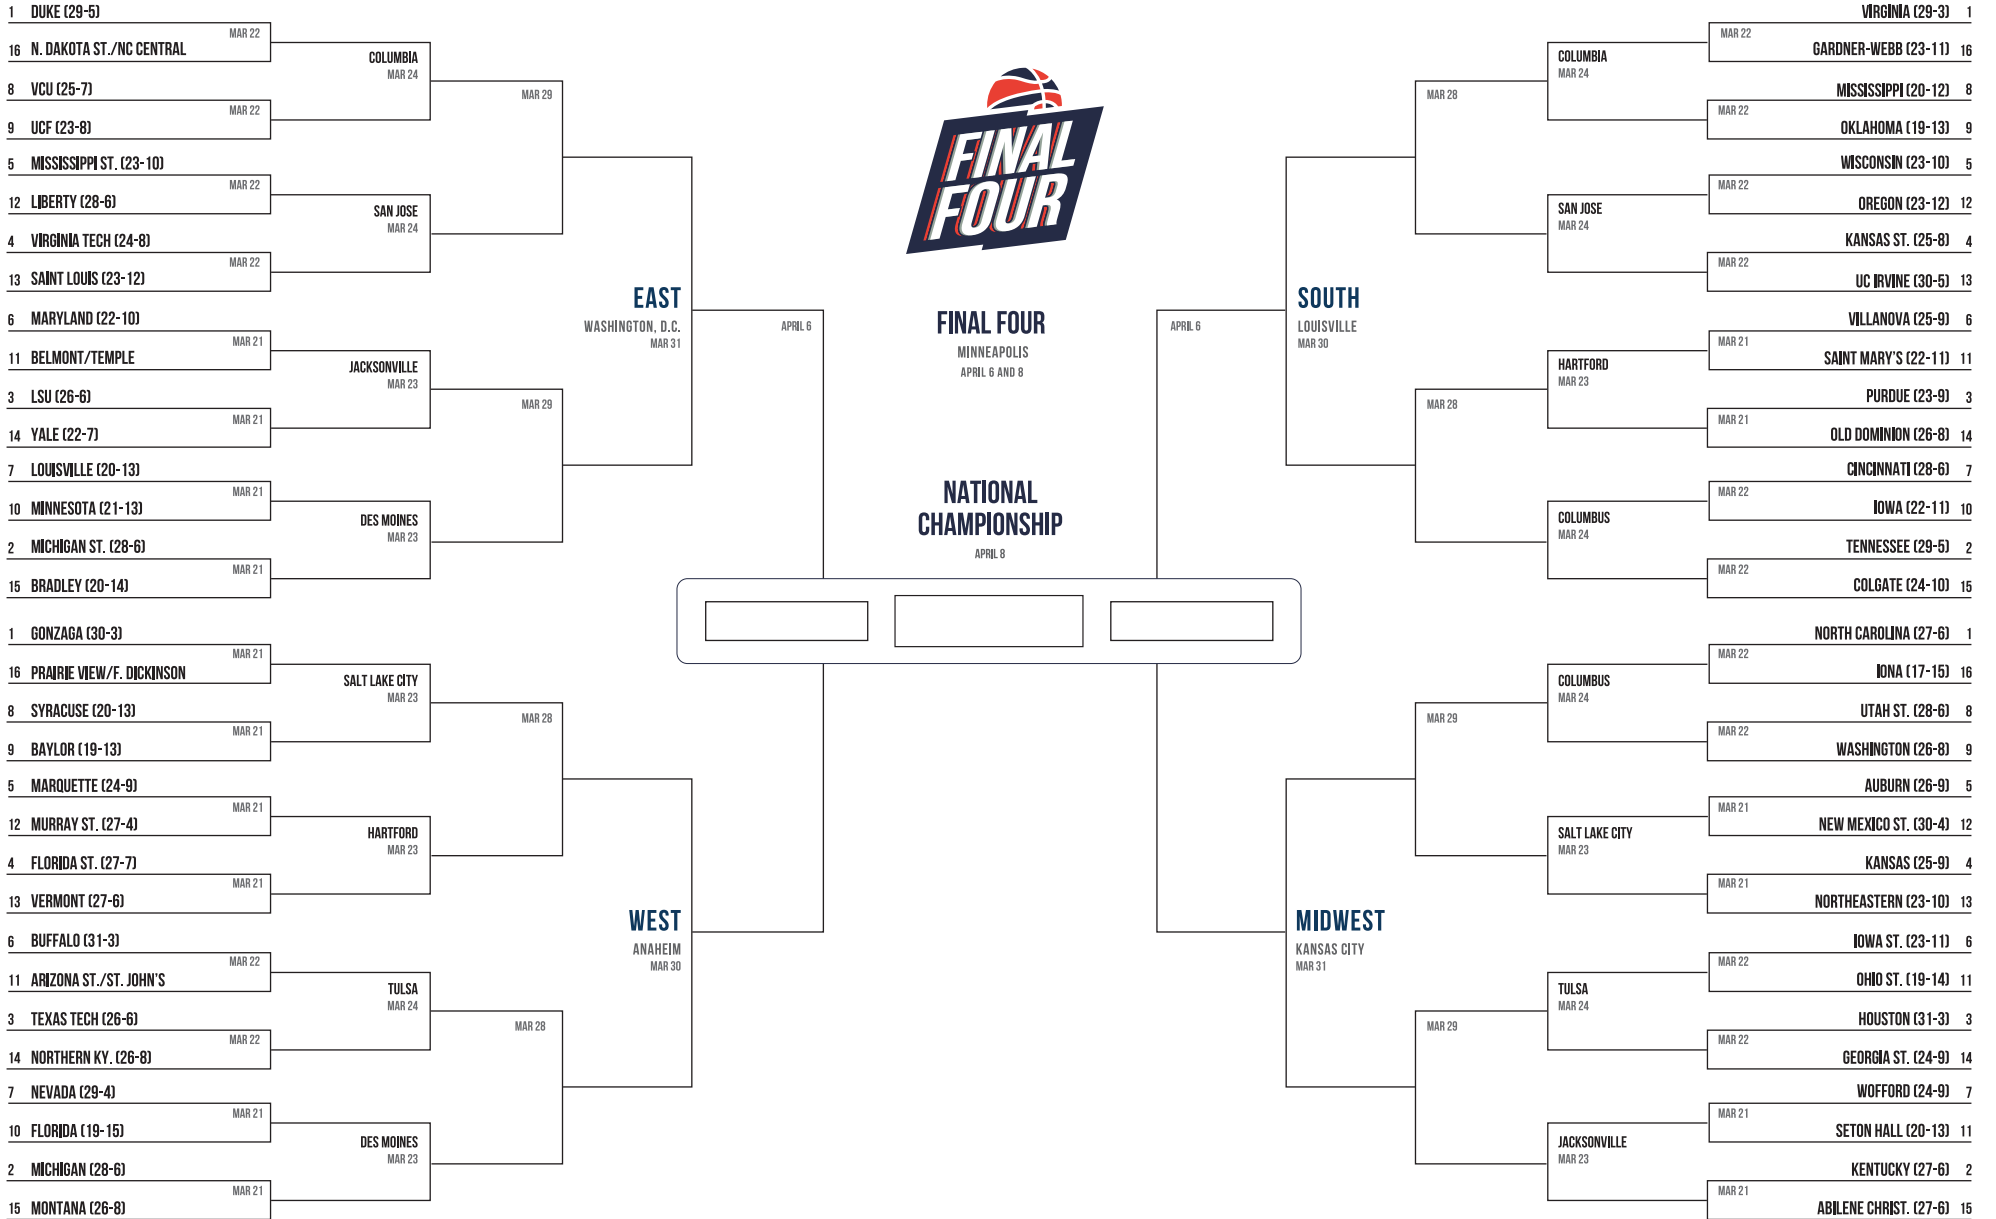 1 DUKE (29-5)
MAR 22
16 N. DAKOTA ST./NC CENTRAL
COLUMBIA
MAR 24
8 VCU (25-7)
MAR 22
9 UCF (23-8)
MAR 29
5 MISSISSIPPI ST. (23-10)
MAR 22
12 LIBERTY (28-6)
SAN JOSE
MAR 24
4 VIRGINIA TECH (24-8)
MAR 22
13 SAINT LOUIS (23-12)
EAST
WASHINGTON, D.C.
MAR 31
APRIL 6
6 MARYLAND (22-10)
MAR 21
11 BELMONT/TEMPLE
JACKSONVILLE
MAR 23
3 LSU (26-6)
MAR 21
14 YALE (22-7)
MAR 29
7 LOUISVILLE (20-13)
MAR 21
10 MINNESOTA (21-13)
DES MOINES
MAR 23
2 MICHIGAN ST. (28-6)
MAR 21
15 BRADLEY (20-14)
1 GONZAGA (30-3)
MAR 21
16 PRAIRIE VIEW/F. DICKINSON
SALT LAKE CITY
MAR 23
8 SYRACUSE (20-13)
MAR 21
9 BAYLOR (19-13)
MAR 28
5 MARQUETTE (24-9)
MAR 21
12 MURRAY ST. (27-4)
HARTFORD
MAR 23
4 FLORIDA ST. (27-7)
MAR 21
13 VERMONT (27-6)
WEST
ANAHEIM
MAR 30
6 BUFFALO (31-3)
MAR 22
11 ARIZONA ST./ST. JOHN'S
TULSA
MAR 24
3 TEXAS TECH (26-6)
MAR 22
14 NORTHERN KY. (26-8)
MAR 28
7 NEVADA (29-4)
MAR 21
10 FLORIDA (19-15)
DES MOINES
MAR 23
2 MICHIGAN (28-6)
MAR 21
15 MONTANA (26-8)
FINAL
FOUR
FINAL FOUR
MINNEAPOLIS
APRIL 6 AND 8
NATIONAL
CHAMPIONSHIP
APRIL 8
VIRGINIA (29-3) 1
MAR 22
GARDNER-WEBB (23-11) 16
COLUMBIA
MAR 24
MISSISSIPPI (20-12) 8
MAR 22
OKLAHOMA (19-13) 9
MAR 28
WISCONSIN (23-10) 5
MAR 22
OREGON (23-12) 12
SAN JOSE
MAR 24
KANSAS ST. (25-8) 4
MAR 22
UC IRVINE (30-5) 13
SOUTH
LOUISVILLE
MAR 30
APRIL 6
VILLANOVA (25-9) 6
MAR 21
SAINT MARY'S (22-11) 11
HARTFORD
MAR 23
PURDUE (23-9) 3
MAR 21
OLD DOMINION (26-8) 14
MAR 28
CINCINNATI (28-6) 7
MAR 22
IOWA (22-11) 10
COLUMBUS
MAR 24
TENNESSEE (29-5) 2
MAR 22
COLGATE (24-10) 15
NORTH CAROLINA (27-6) 1
MAR 22
IONA (17-15) 16
COLUMBUS
MAR 24
UTAH ST. (28-6) 8
MAR 22
WASHINGTON (26-8) 9
MAR 29
AUBURN (26-9) 5
MAR 21
NEW MEXICO ST. (30-4) 12
SALT LAKE CITY
MAR 23
KANSAS (25-9) 4
MAR 21
NORTHEASTERN (23-10) 13
MIDWEST
KANSAS CITY
MAR 31
IOWA ST. (23-11) 6
MAR 22
OHIO ST. (19-14) 11
TULSA
MAR 24
HOUSTON (31-3) 3
MAR 22
GEORGIA ST. (24-9) 14
MAR 29
WOFFORD (24-9) 7
MAR 21
SETON HALL (20-13) 11
JACKSONVILLE
MAR 23
KENTUCKY (27-6) 2
MAR 21
ABILENE CHRIST. (27-6) 15